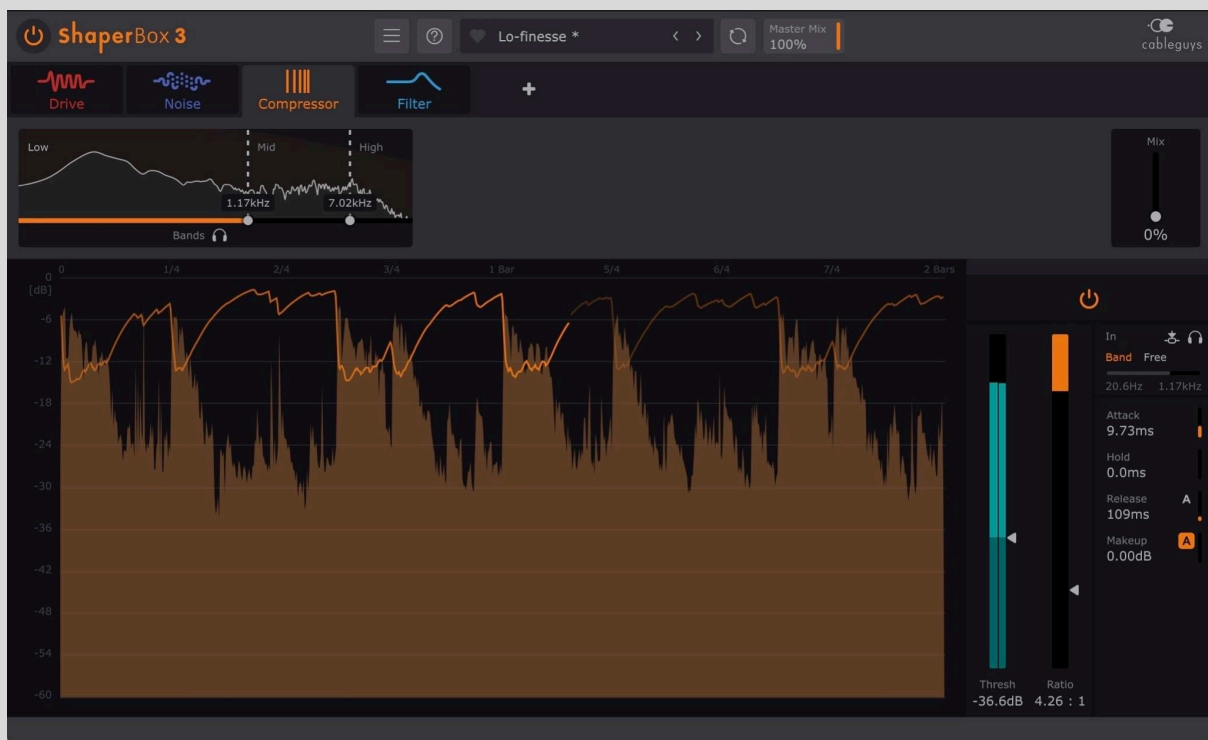 ShaperBox 3
Lo-finesse *
Master Mix
100%
cableguys
Drive
Noise
Compressor
Filter
Low
Mid
High
1.17kHz
7.02kHz
Bands
Mix
0%
0 1/4 2/4 3/4 1 Bar 5/4 6/4 7/4 2 Bars
0
[dB]
-6
-12
-18
-24
-30
-36
-42
-48
-54
-60
Thresh
-36.6dB
Ratio
4.26 : 1
In
Band Free
20.6Hz 1.17kHz
Attack
9.73ms
Hold
0.0ms
Release A
109ms
Makeup A
0.00dB